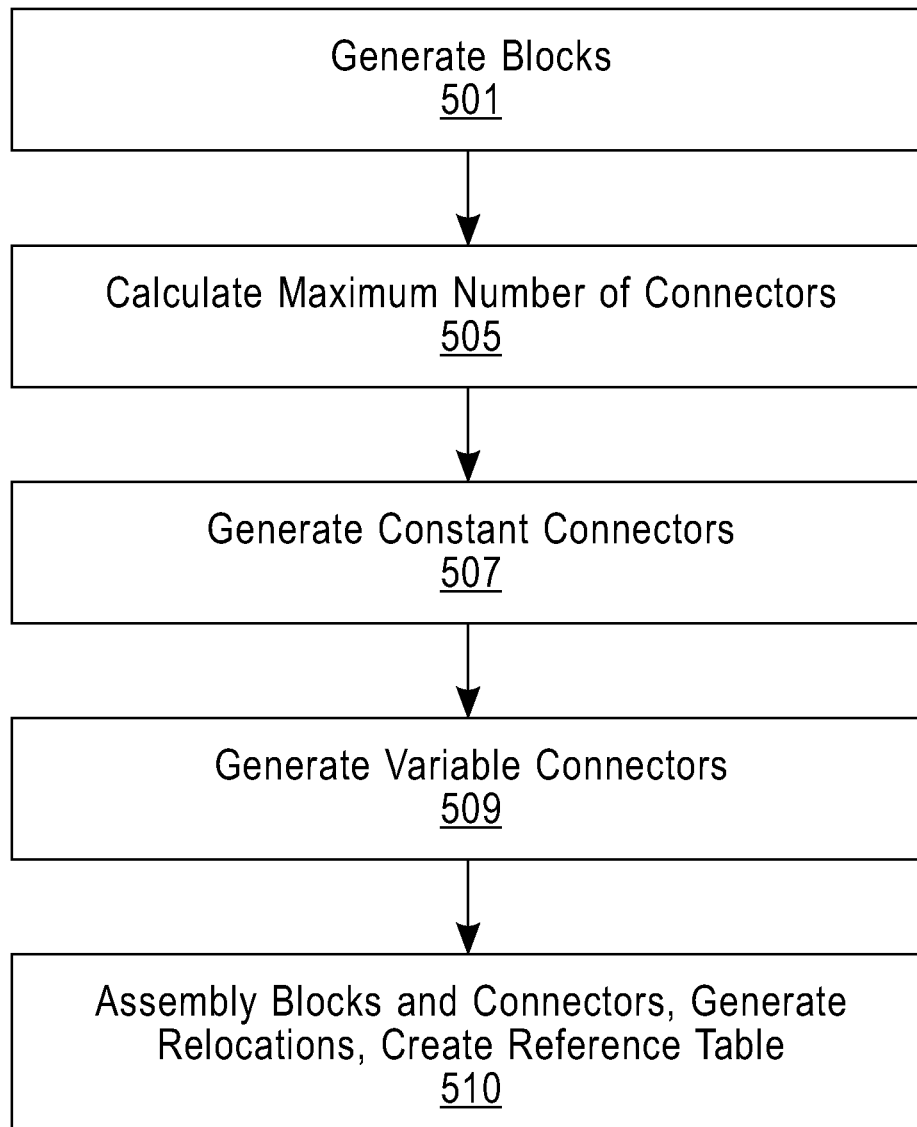 Generate Blocks
501
Calculate Maximum Number of Connectors
505
Generate Constant Connectors
507
Generate Variable Connectors
509
Assembly Blocks and Connectors, Generate
Relocations, Create Reference Table
510